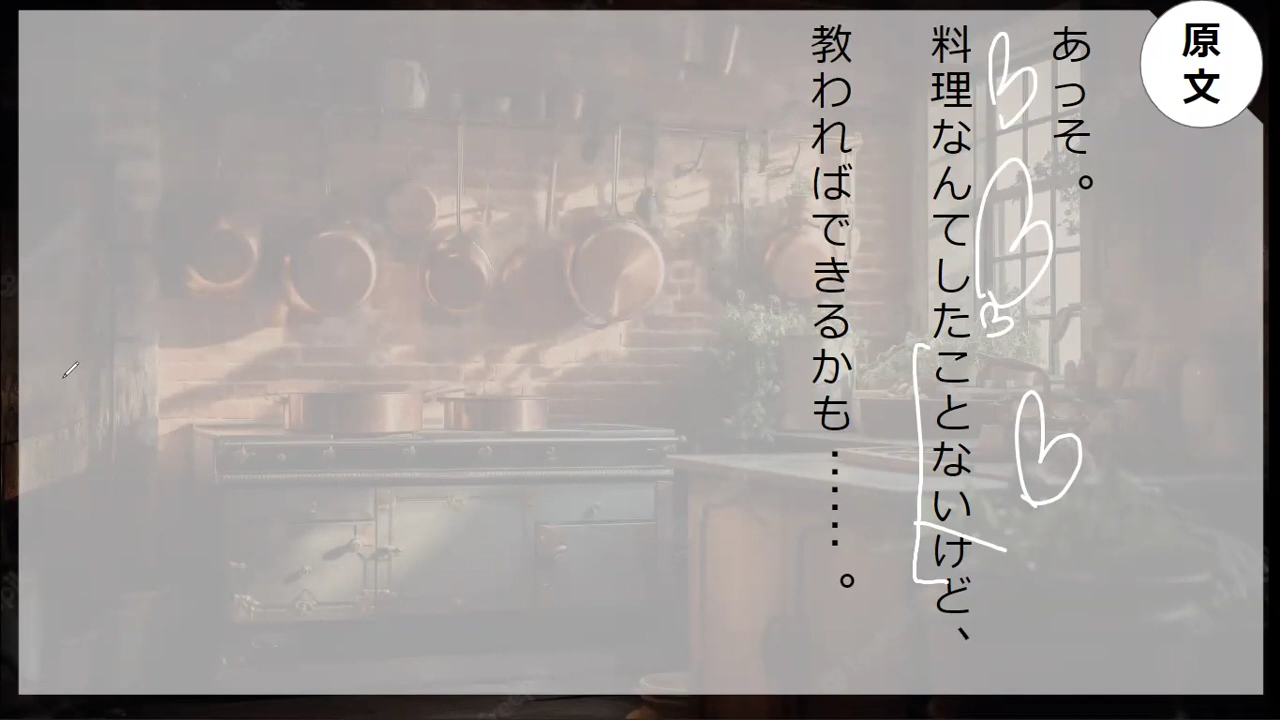 原文
あっそ。
料理なんてしたことないけど、
教わればできるかも……。